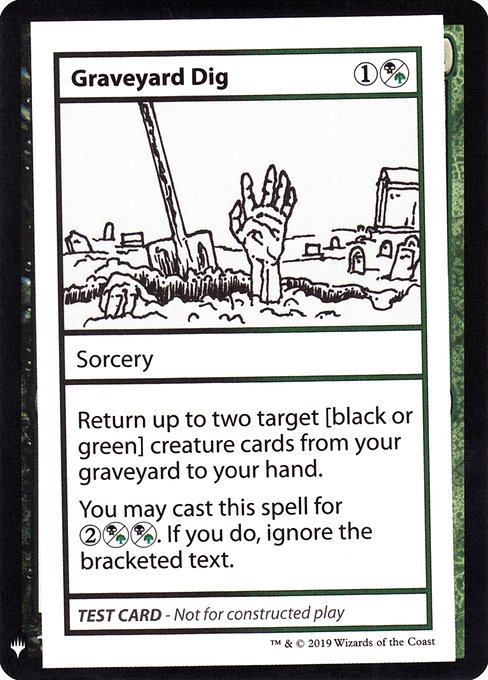 Graveyard Dig 1
Sorcery
Return up to two target [black or
green] creature cards from your
graveyard to your hand.
You may cast this spell for
2. If you do, ignore the
bracketed text.
TEST CARD - Not for constructed play
™ & © 2019 Wizards of the Coast